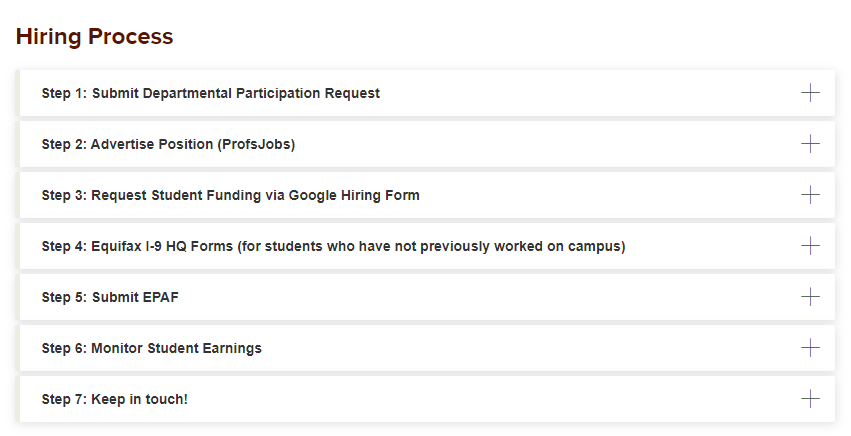 Hiring Process
Step 1: Submit Departmental Participation Request
Step 2: Advertise Position (ProfsJobs)
Step 3: Request Student Funding via Google Hiring Form
Step 4: Equifax I-9 HQ Forms (for students who have not previously worked on campus)
Step 5: Submit EPAF
Step 6: Monitor Student Earnings
Step 7: Keep in touch!